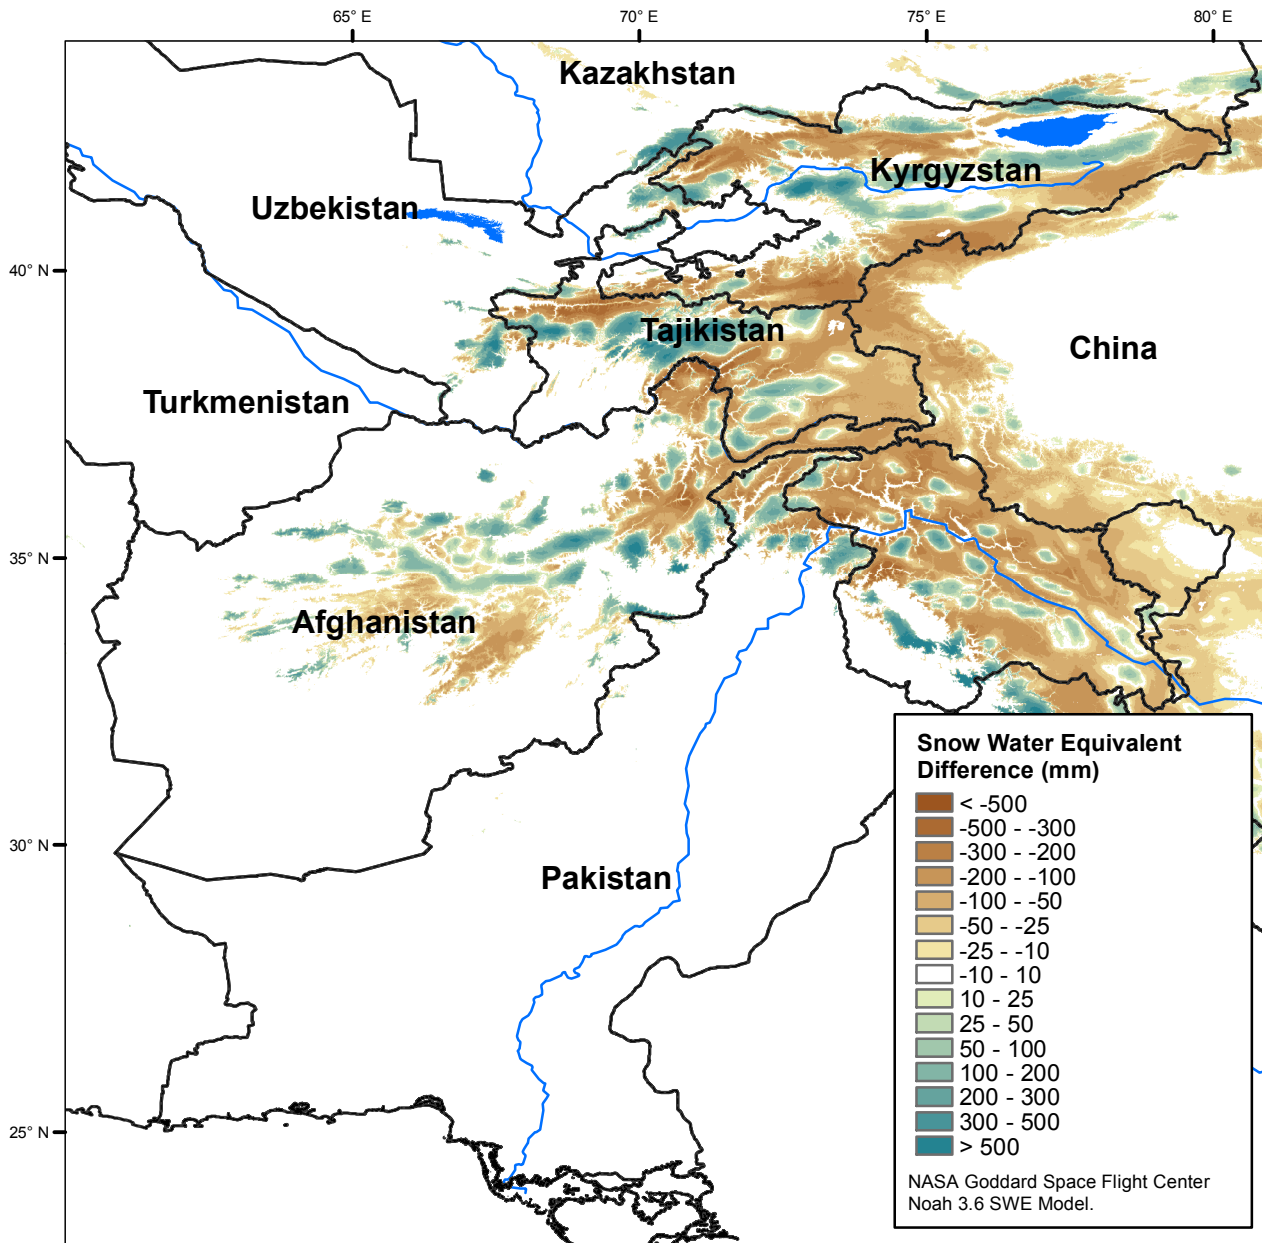 65° E 70° E 75° E 80° E
Kazakhstan
Kyrgyzstan
Uzbekistan
40° N
Tajikistan
China
Turkmenistan
35° N
Afghanistan
30° N
Pakistan
25° N
Snow Water Equivalent
Difference (mm)
< -500
-500 - -300
-300 - -200
-200 - -100
-100 - -50
-50 - -25
-25 - -10
-10 - 10
10 - 25
25 - 50
50 - 100
100 - 200
200 - 300
300 - 500
> 500
NASA Goddard Space Flight Center
Noah 3.6 SWE Model.